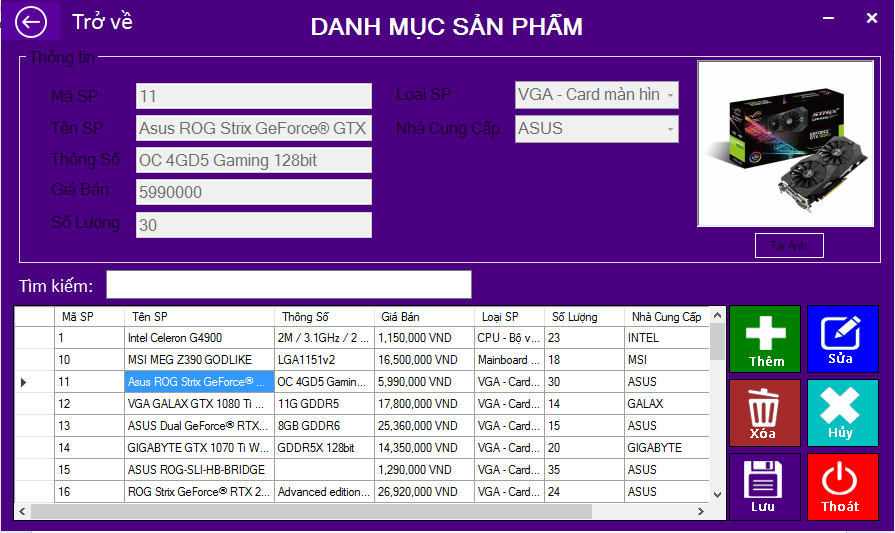 Trở về
DANH MỤC SẢN PHẨM
Thông tin
Mã SP: 11
Loại SP: VGA - Card màn hìn
Tên SP: Asus ROG Strix GeForce® GTX
Nhà Cung Cấp: ASUS
Thông Số: OC 4GD5 Gaming 128bit
Giá Bán: 5990000
Số Lượng: 30
STRIX
Tải Ảnh
Tìm kiếm:
Mã SP Tên SP Thông Số Giá Bán Loại SP Số Lượng Nhà Cung Cấp
1 Intel Celeron G4900 2M / 3.1GHz / 2 ... 1,150,000 VND CPU - Bộ v... 23 INTEL
10 MSI MEG Z390 GODLIKE LGA1151v2 16,500,000 VND Mainboard ... 18 MSI
11 Asus ROG Strix GeForce® ... OC 4GD5 Gamin... 5,990,000 VND VGA - Card... 30 ASUS
12 VGA GALAX GTX 1080 Ti ... 11G GDDR5 17,800,000 VND VGA - Card... 14 GALAX
13 ASUS Dual GeForce® RTX... 8GB GDDR6 25,360,000 VND VGA - Card... 15 ASUS
14 GIGABYTE GTX 1070 Ti W... GDDR5X 128bit 14,350,000 VND VGA - Card... 20 GIGABYTE
15 ASUS ROG-SLI-HB-BRIDGE 1,290,000 VND VGA - Card... 35 ASUS
16 ROG Strix GeForce® RTX 2... Advanced edition... 26,920,000 VND VGA - Card... 24 ASUS
Thêm
Sửa
Xóa
Hủy
Lưu
Thoát